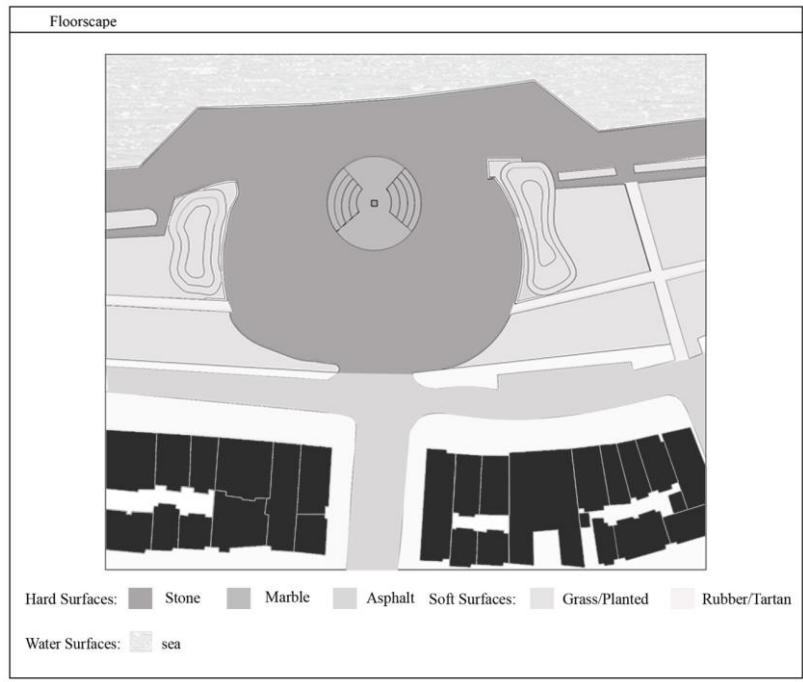 Floorscape
Hard Surfaces: Stone Marble Asphalt Soft Surfaces: Grass/Planted Rubber/Tartan
Water Surfaces: sea